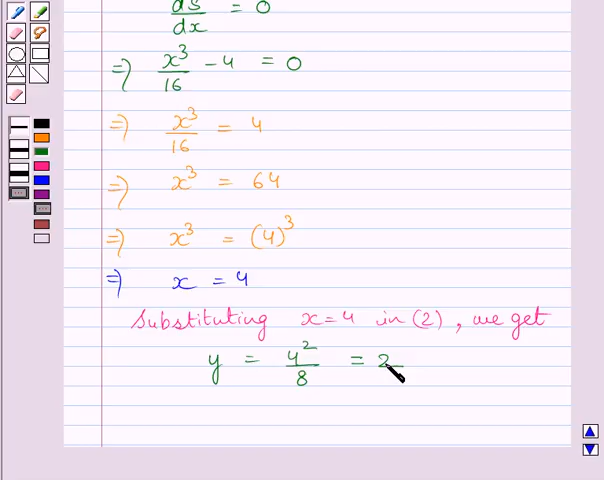 dS/dx = 0
⇒ x³/16 - 4 = 0
⇒ x³/16 = 4
⇒ x³ = 64
⇒ x³ = (4)³
⇒ x = 4
Substituting x=4 in (2), we get
y = 4²/8 = 2